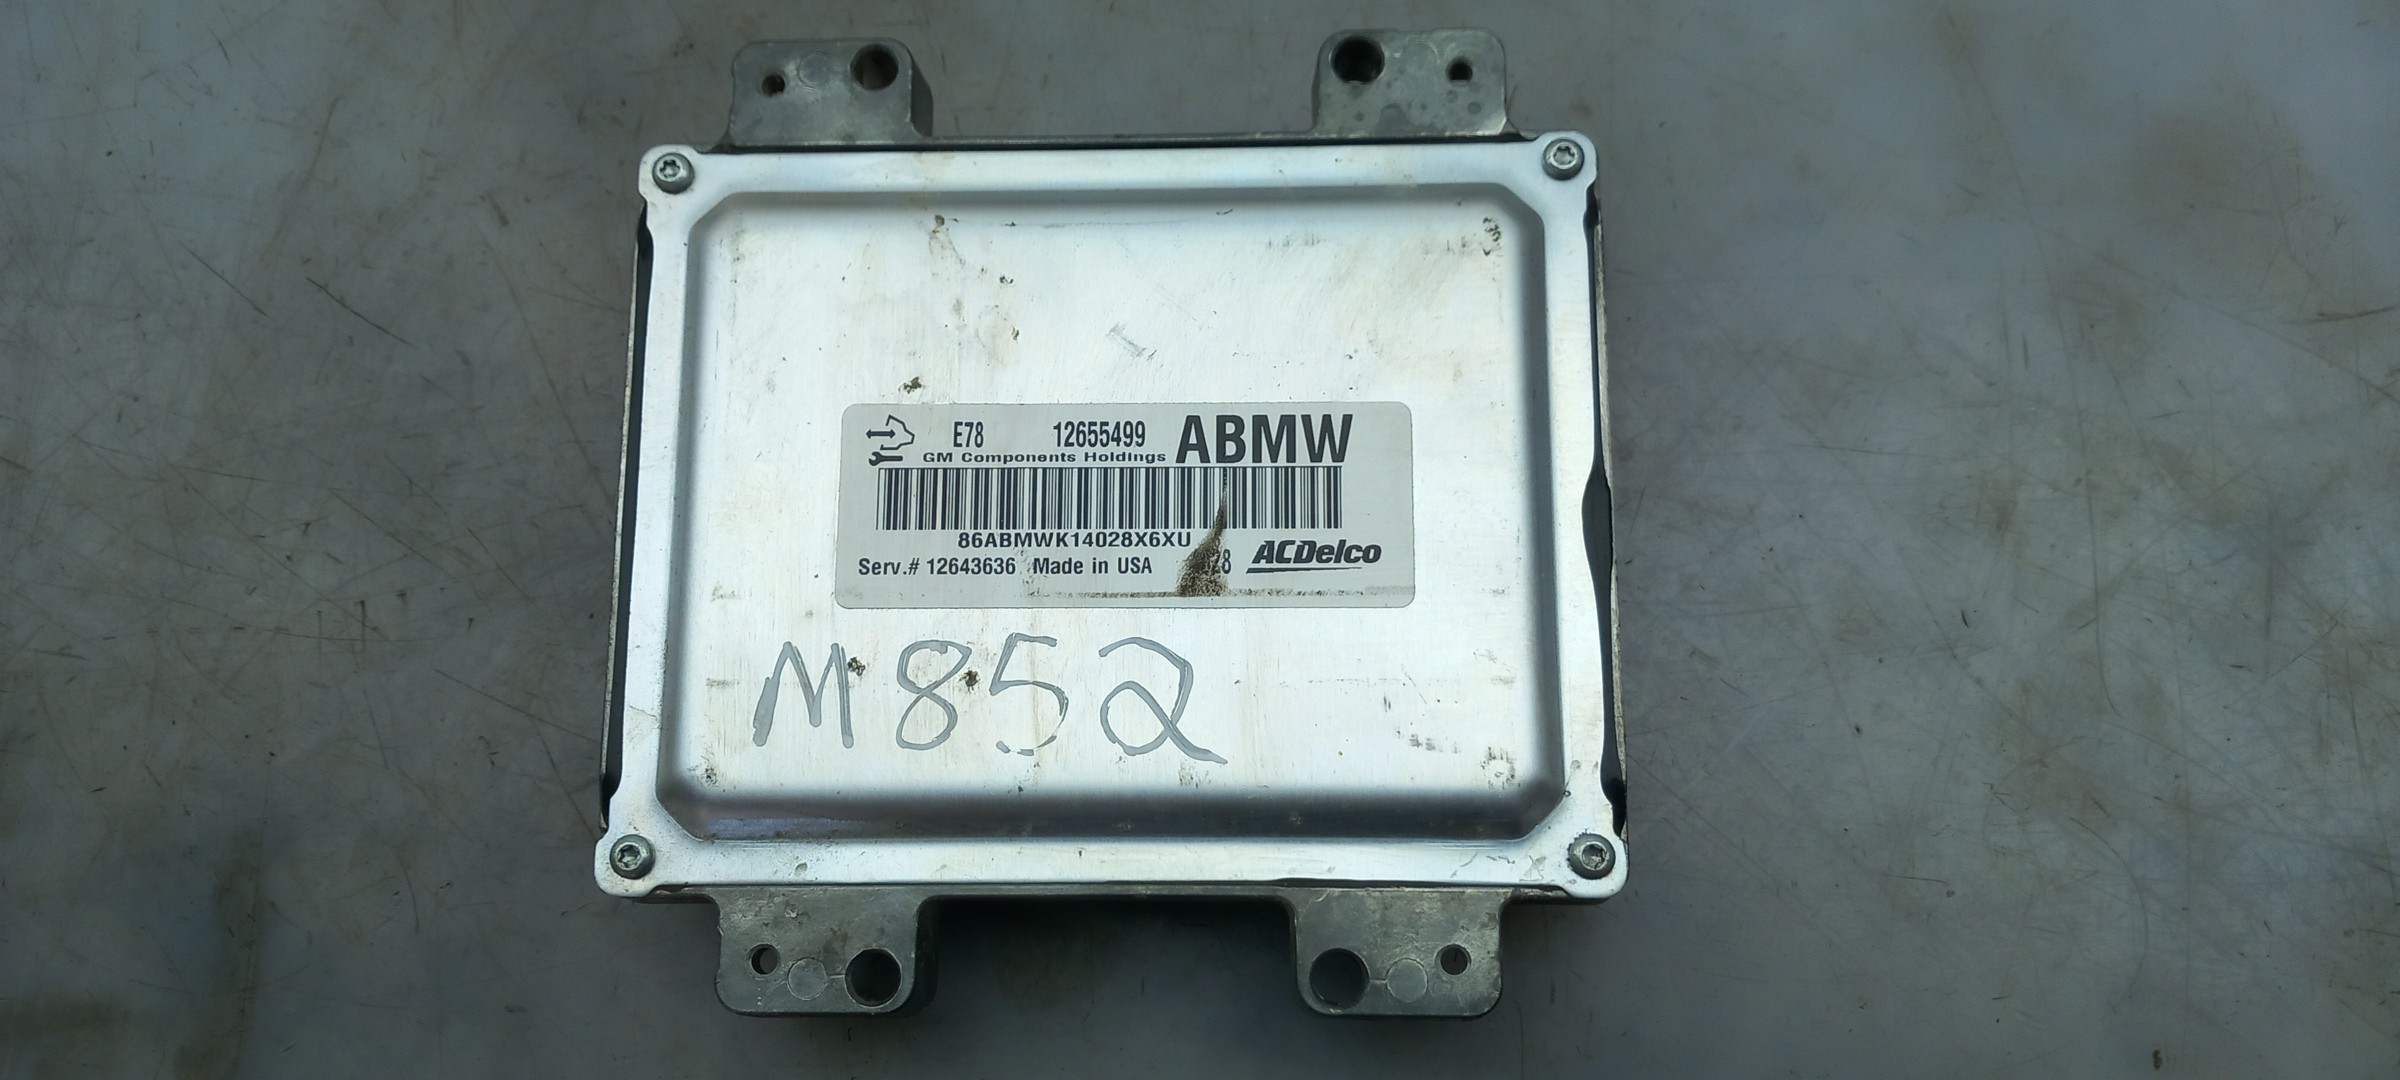 E78 12655499 ABMW
GM Components Holdings
86ABMWK14028X6XU
Serv.# 12643636 Made in USA ACDelco
M852